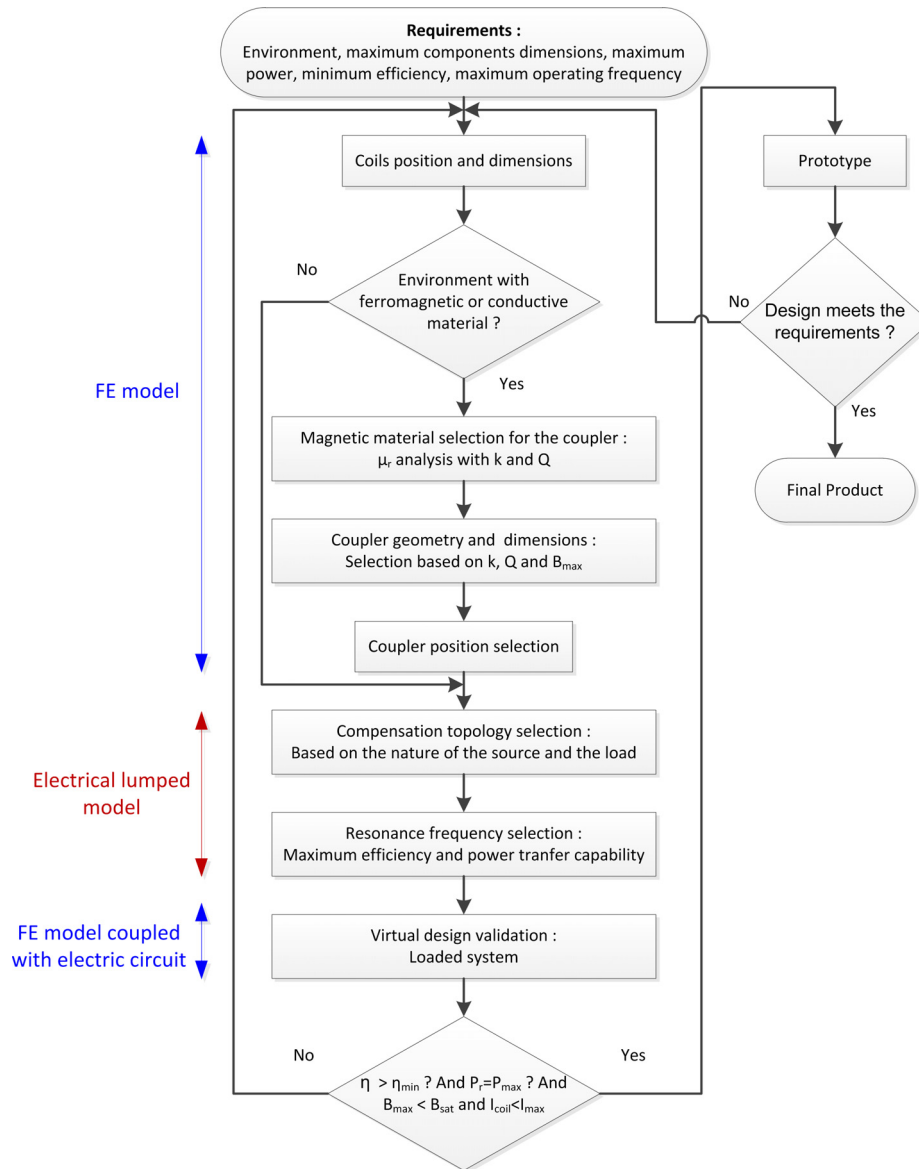 Requirements :
Environment, maximum components dimensions, maximum
power, minimum efficiency, maximum operating frequency
Coils position and dimensions
No
Environment with
ferromagnetic or conductive
material ?
Yes
FE model
Magnetic material selection for the coupler :
μr analysis with k and Q
Coupler geometry and dimensions :
Selection based on k, Q and Bmax
Coupler position selection
Electrical lumped
model
Compensation topology selection :
Based on the nature of the source and the load
Resonance frequency selection :
Maximum efficiency and power tranfer capability
FE model coupled
with electric circuit
Virtual design validation :
Loaded system
No
Yes
η > ηmin ? And Pr=Pmax ? And
Bmax < Bsat and Icoil<Imax
Prototype
No
Design meets the
requirements ?
Yes
Final Product